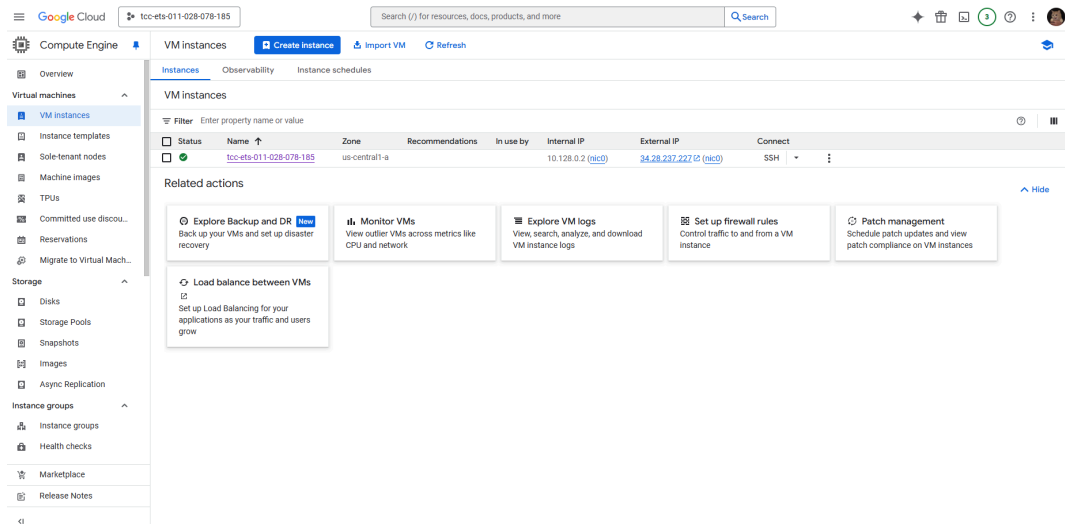 Google Cloud
tcc-ets-011-028-078-185
Search (/) for resources, docs, products, and more
Search
3
Compute Engine
VM instances
Create instance
Import VM
Refresh
Overview
Virtual machines
VM instances
Instance templates
Sole-tenant nodes
Machine images
TPUs
Committed use discou...
Reservations
Migrate to Virtual Mach...
Storage
Disks
Storage Pools
Snapshots
Images
Async Replication
Instance groups
Instance groups
Health checks
Marketplace
Release Notes
Instances Observability Instance schedules
VM instances
Filter Enter property name or value
Status Name Zone Recommendations In use by Internal IP External IP Connect
tcc-ets-011-028-078-185 us-central1-a 10.128.0.2 (nic0) 34.28.237.227 (nic0) SSH
Related actions
Hide
Explore Backup and DR New
Back up your VMs and set up disaster
recovery
Monitor VMs
View outlier VMs across metrics like
CPU and network
Explore VM logs
View, search, analyze, and download
VM instance logs
Set up firewall rules
Control traffic to and from a VM
instance
Patch management
Schedule patch updates and view
patch compliance on VM instances
Load balance between VMs
Set up Load Balancing for your
applications as your traffic and users
grow